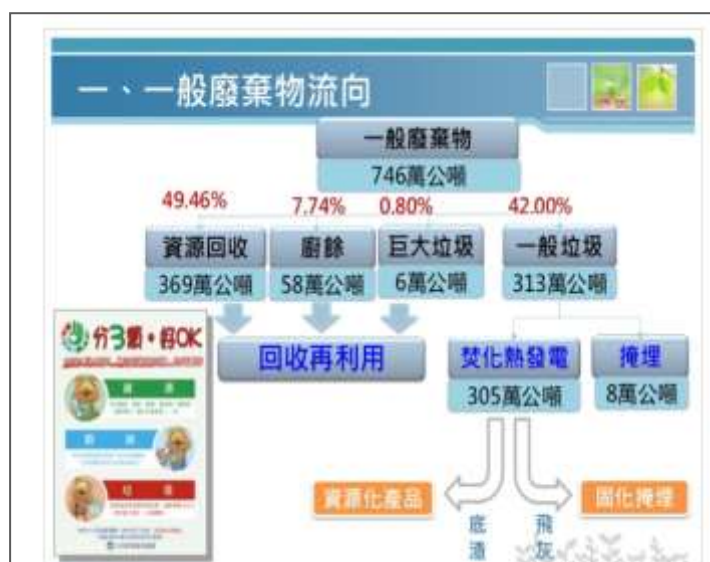 一、一般廢棄物流向
一般廢棄物
746萬公噸
49.46%
7.74%
0.80%
42.00%
資源回收
廚餘
巨大垃圾
一般垃圾
369萬公噸
58萬公噸
6萬公噸
313萬公噸
回收再利用
焚化熱發電
掩埋
305萬公噸
8萬公噸
分3類・好OK
資源
廚餘
垃圾
資源化產品
固化掩埋
底渣
飛灰